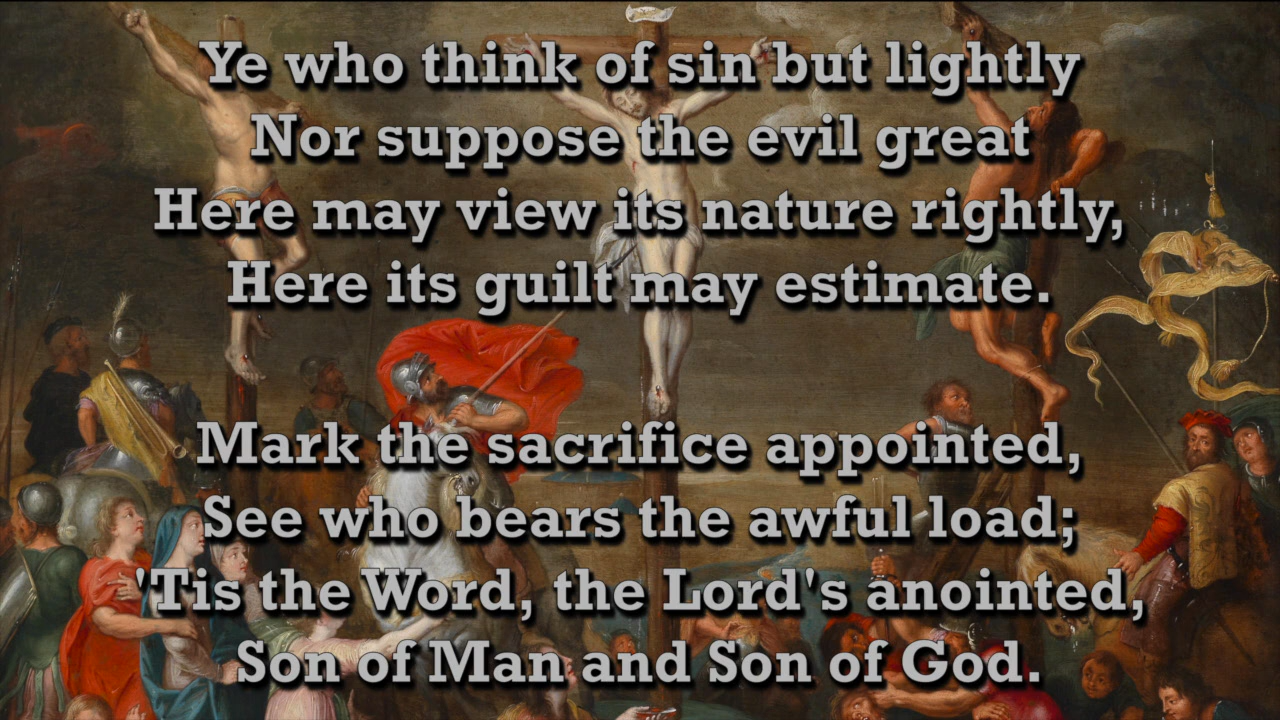 Ye who think of sin but lightly
Nor suppose the evil great
Here may view its nature rightly,
Here its guilt may estimate.
Mark the sacrifice appointed,
See who bears the awful load;
'Tis the Word, the Lord's anointed,
Son of Man and Son of God.